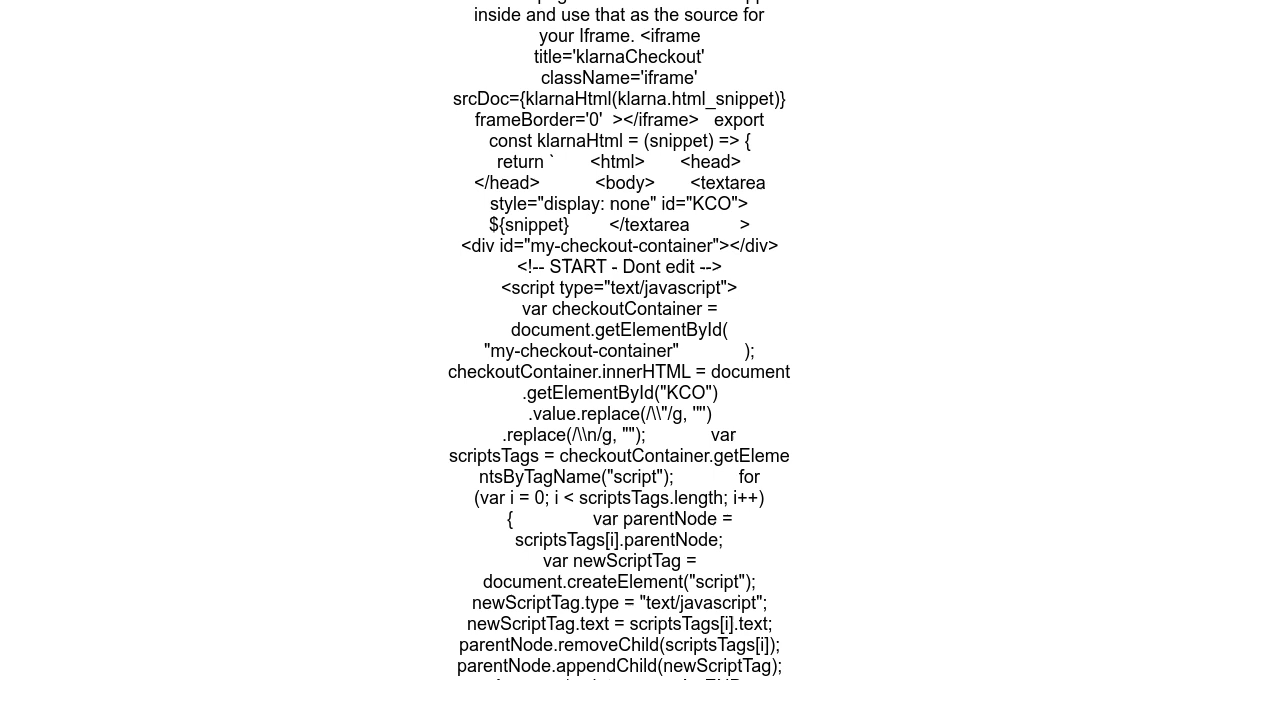 inside and use that as the source for
your Iframe. <iframe
title='klarnaCheckout'
className='iframe'
srcDoc={klarnaHtml(klarna.html_snippet)}
frameBorder='0'  ></iframe>   export
const klarnaHtml = (snippet) => {
return `       <html>       <head>
</head>           <body>       <textarea
style="display: none" id="KCO">
${snippet}        </textarea          >
<div id="my-checkout-container"></div>
<!-- START - Dont edit -->
<script type="text/javascript">
var checkoutContainer =
document.getElementById(
"my-checkout-container"             );
checkoutContainer.innerHTML = document
.getElementById("KCO")
.value.replace(/\\"/g, '"')
.replace(/\\n/g, "");             var
scriptsTags = checkoutContainer.getEleme
ntsByTagName("script");             for
(var i = 0; i < scriptsTags.length; i++)
{                var parentNode =
scriptsTags[i].parentNode;
var newScriptTag =
document.createElement("script");
newScriptTag.type = "text/javascript";
newScriptTag.text = scriptsTags[i].text;
parentNode.removeChild(scriptsTags[i]);
parentNode.appendChild(newScriptTag);